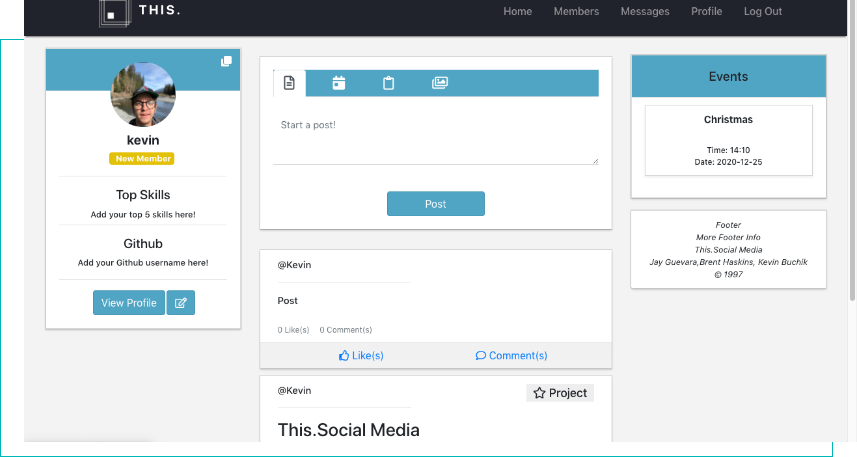 THIS.
Home Members Messages Profile Log Out
kevin
New Member
Top Skills
Add your top 5 skills here!
Github
Add your Github username here!
View Profile
Start a post!
Post
@Kevin
Post
0 Like(s) 0 Comment(s)
Like(s) Comment(s)
@Kevin
Project
This.Social Media
Events
Christmas
Time: 14:10
Date: 2020-12-25
Footer
More Footer Info
This.Social Media
Jay Guevara,Brent Haskins, Kevin Buchik
© 1997